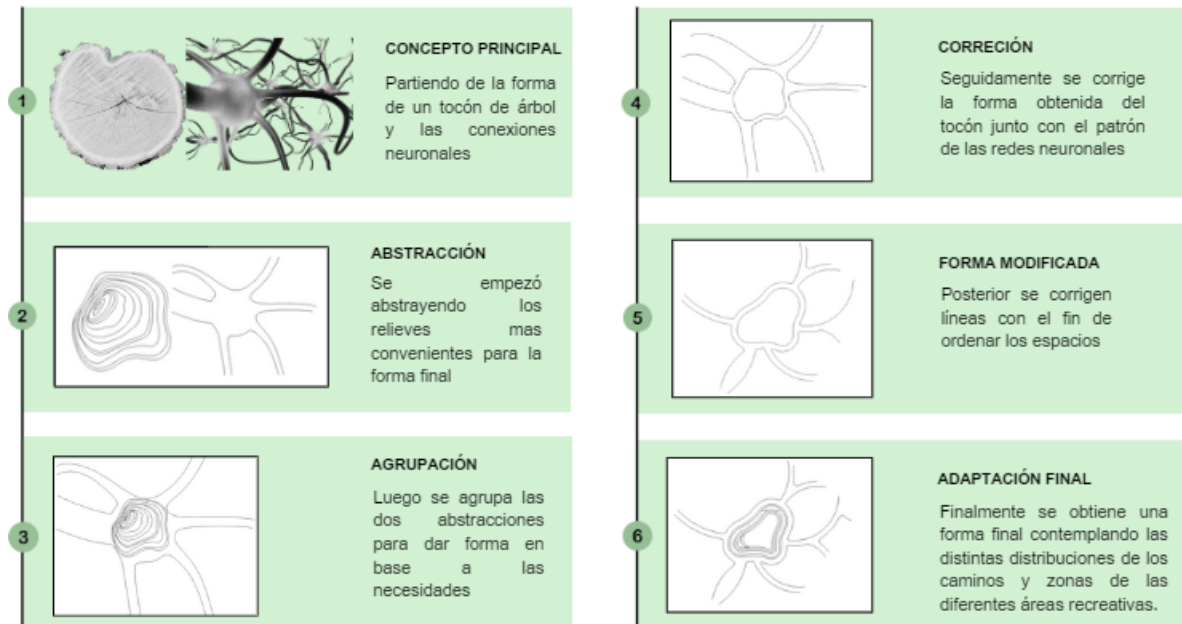 1
CONCEPTO PRINCIPAL
Partiendo de la forma
de un tocón de árbol
y las conexiones
neuronales
2
ABSTRACCIÓN
Se empezó
abstrayendo los
relieves mas
convenientes para la
forma final
3
AGRUPACIÓN
Luego se agrupa las
dos abstracciones
para dar forma en
base a las
necesidades
4
CORRECIÓN
Seguidamente se corrige
la forma obtenida del
tocón junto con el patrón
de las redes neuronales
5
FORMA MODIFICADA
Posterior se corrigen
líneas con el fin de
ordenar los espacios
6
ADAPTACIÓN FINAL
Finalmente se obtiene una
forma final contemplando las
distintas distribuciones de los
caminos y zonas de las
diferentes áreas recreativas.